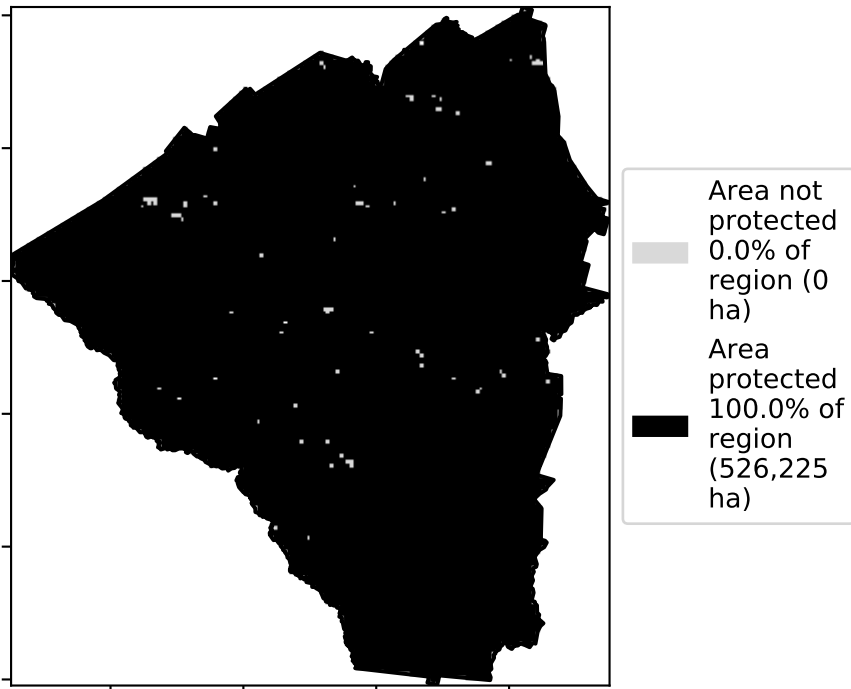 Area not
protected
0.0% of
region (0
ha)
Area
protected
100.0% of
region
(526,225
ha)